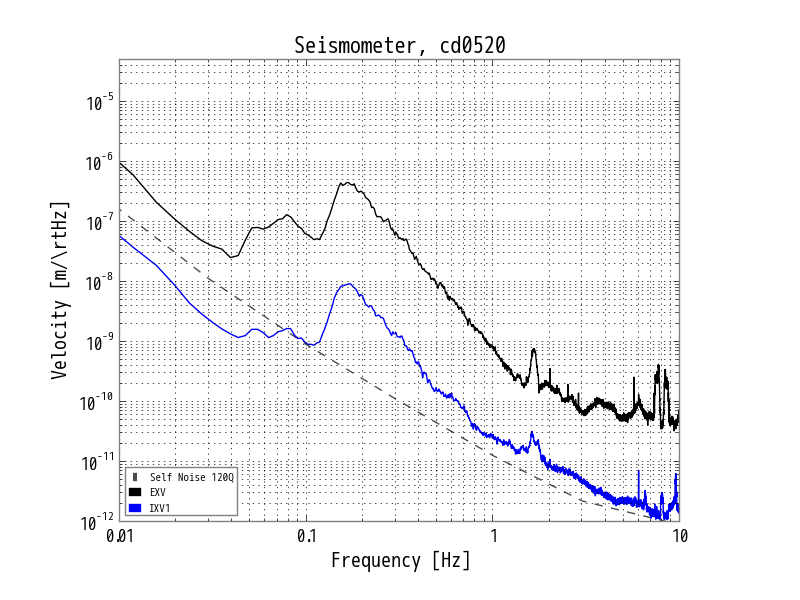 Seismometer, cd0520
Velocity [m/\rtHz]
10^-5
10^-6
10^-7
10^-8
10^-9
10^-10
10^-11
10^-12
Self Noise 120Q
EXV
IXV1
0.01 0.1 1 10
Frequency [Hz]